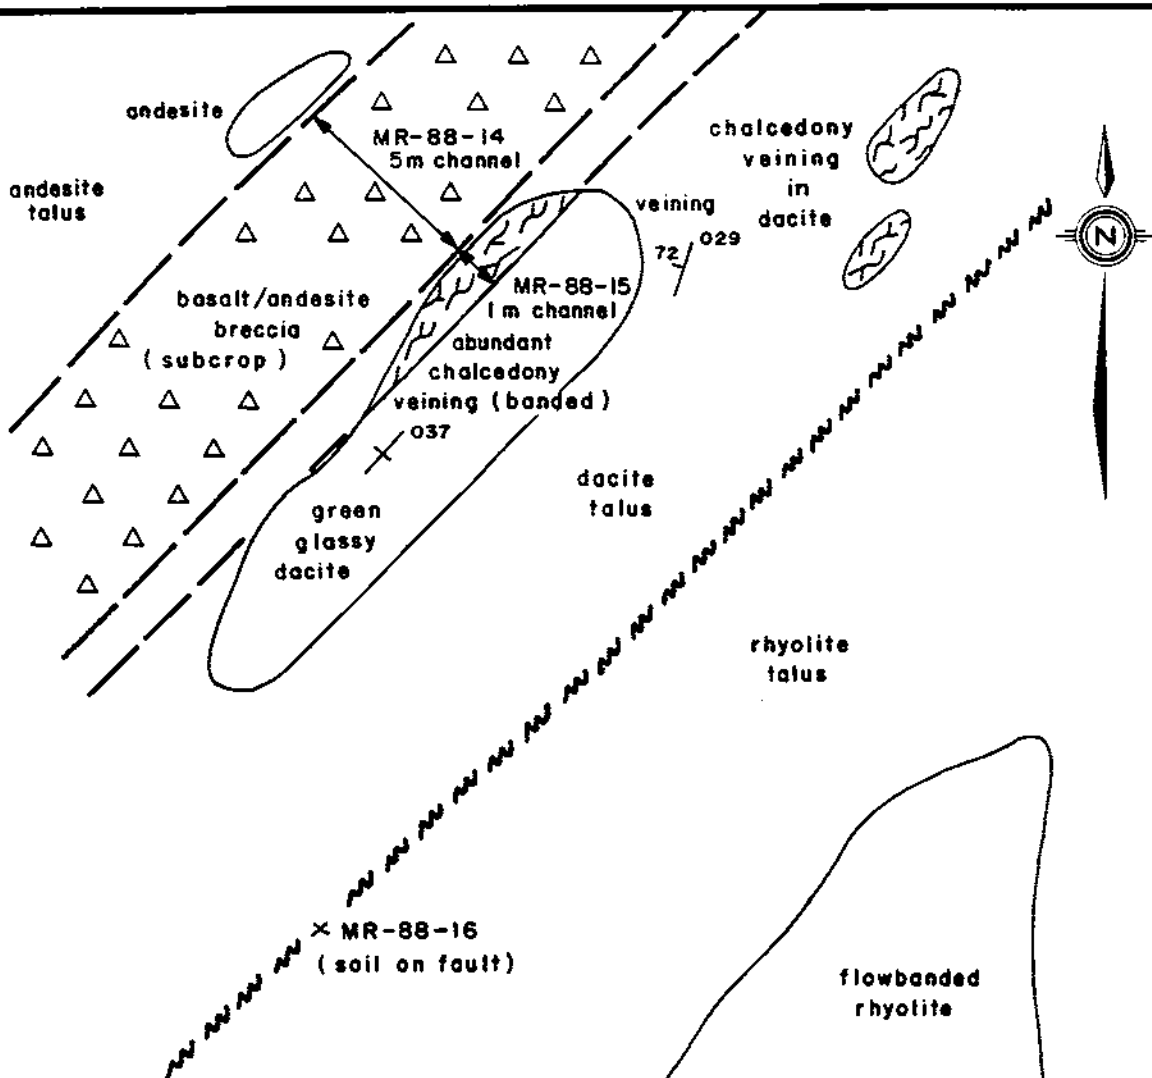 andesite
MR-88-14
5m channel
chalcedony
veining
in
dacite
andesite
talus
veining
72
029
N
basalt/andesite
breccia
(subcrop)
MR-88-15
1m channel
abundant
chalcedony
veining (banded)
037
dacite
talus
green
glassy
dacite
rhyolite
talus
MR-88-16
(soil on fault)
flowbanded
rhyolite